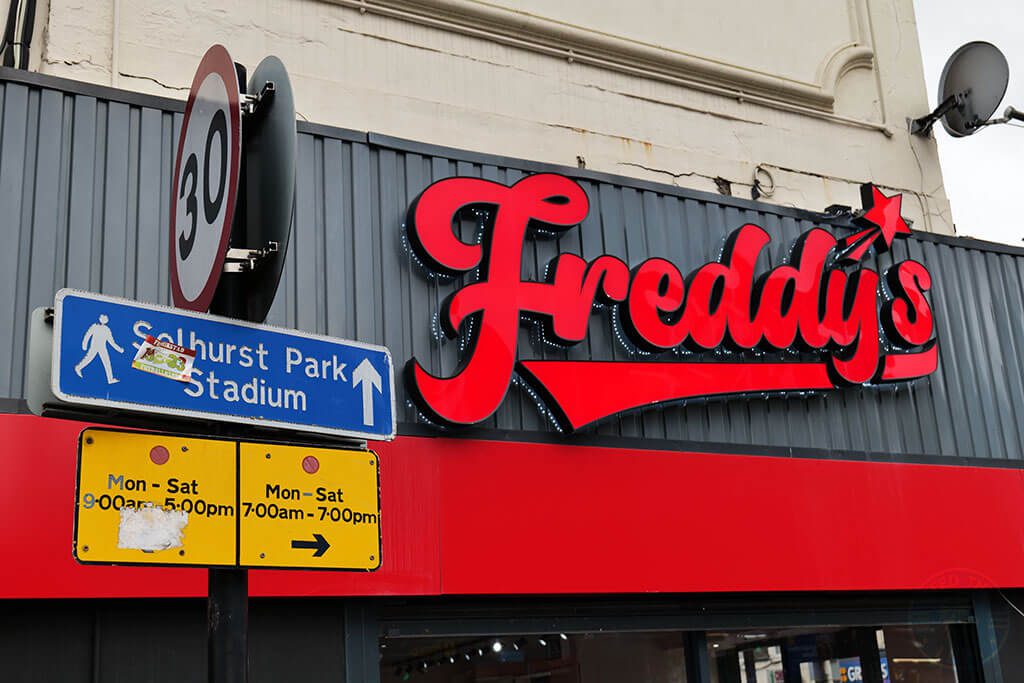 30
Freddy's
Selhurst Park
Stadium
Mon - Sat
9:00am - 5:00pm
Mon - Sat
7:00am - 7:00pm